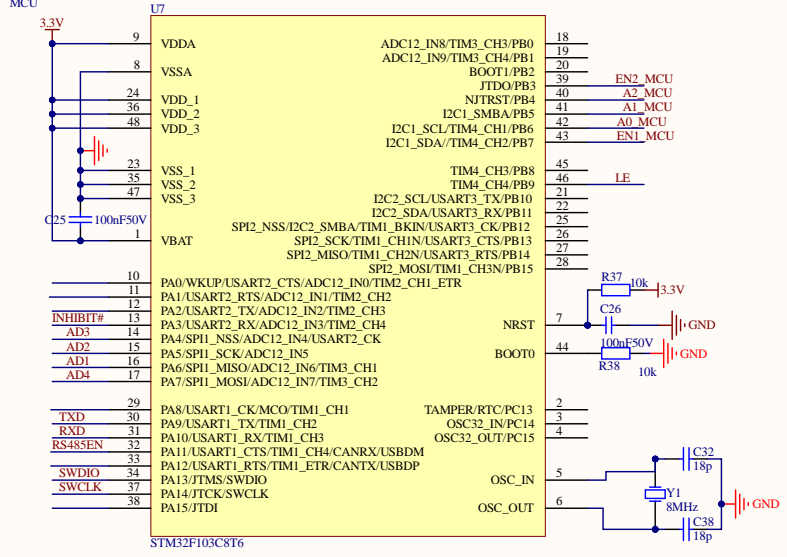 MCU
U7
3.3V
9 VDDA
8 VSSA
24 VDD_1
36 VDD_2
48 VDD_3
23 VSS_1
35 VSS_2
47 VSS_3
C25 100nF50V
1 VBAT
10 PA0/WKUP/USART2_CTS/ADC12_IN0/TIM2_CH1_ETR
11 PA1/USART2_RTS/ADC12_IN1/TIM2_CH2
12 PA2/USART2_TX/ADC12_IN2/TIM2_CH3
INHIBIT# 13 PA3/USART2_RX/ADC12_IN3/TIM2_CH4
AD3 14 PA4/SPI1_NSS/ADC12_IN4/USART2_CK
AD2 15 PA5/SPI1_SCK/ADC12_IN5
AD1 16 PA6/SPI1_MISO/ADC12_IN6/TIM3_CH1
AD4 17 PA7/SPI1_MOSI/ADC12_IN7/TIM3_CH2
29 PA8/USART1_CK/MCO/TIM1_CH1
TXD 30 PA9/USART1_TX/TIM1_CH2
RXD 31 PA10/USART1_RX/TIM1_CH3
RS485EN 32 PA11/USART1_CTS/TIM1_CH4/CANRX/USBDM
33 PA12/USART1_RTS/TIM1_ETR/CANTX/USBDP
SWDIO 34 PA13/JTMS/SWDIO
SWCLK 37 PA14/JTCK/SWCLK
38 PA15/JTDI
ADC12_IN8/TIM3_CH3/PB0 18
ADC12_IN9/TIM3_CH4/PB1 19
BOOT1/PB2 20
JTDO/PB3 39 EN2_MCU
NJTRST/PB4 40 A2_MCU
I2C1_SMBA/PB5 41 A1_MCU
I2C1_SCL/TIM4_CH1/PB6 42 A0_MCU
I2C1_SDA//TIM4_CH2/PB7 43 EN1_MCU
TIM4_CH3/PB8 45
TIM4_CH4/PB9 46 LE
I2C2_SCL/USART3_TX/PB10 21
I2C2_SDA/USART3_RX/PB11 22
SPI2_NSS/I2C2_SMBA/TIM1_BKIN/USART3_CK/PB12 25
SPI2_SCK/TIM1_CH1N/USART3_CTS/PB13 26
SPI2_MISO/TIM1_CH2N/USART3_RTS/PB14 27
SPI2_MOSI/TIM1_CH3N/PB15 28
R37 10k 3.3V
C26
NRST 7 GND
100nF50V
BOOT0 44 GND
R38 10k
TAMPER/RTC/PC13 2
OSC32_IN/PC14 3
OSC32_OUT/PC15 4
C32
18p
OSC_IN 5
Y1
8MHz
GND
OSC_OUT 6
C38
18p
STM32F103C8T6